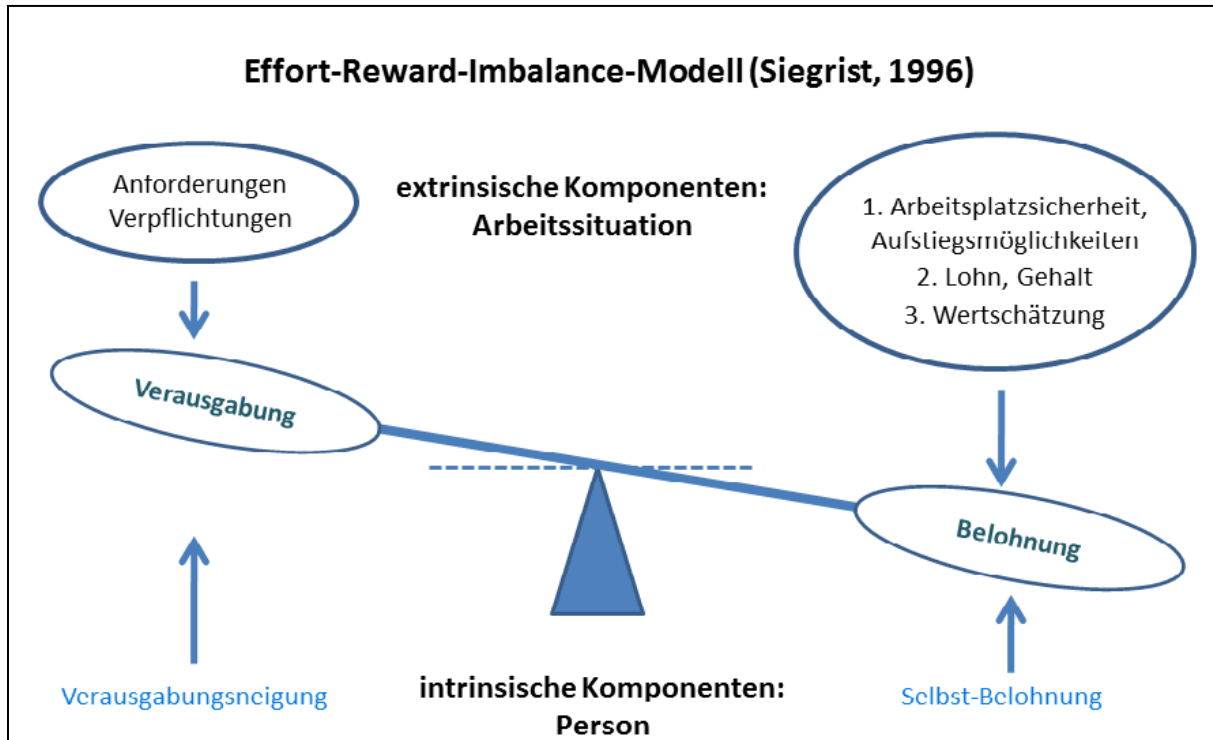 Effort-Reward-Imbalance-Modell (Siegrist, 1996)
Anforderungen
Verpflichtungen
extrinsische Komponenten:
Arbeitssituation
1. Arbeitsplatzsicherheit,
Aufstiegsmöglichkeiten
2. Lohn, Gehalt
3. Wertschätzung
Verausgabung
Belohnung
Verausgabungsneigung
intrinsische Komponenten:
Person
Selbst-Belohnung